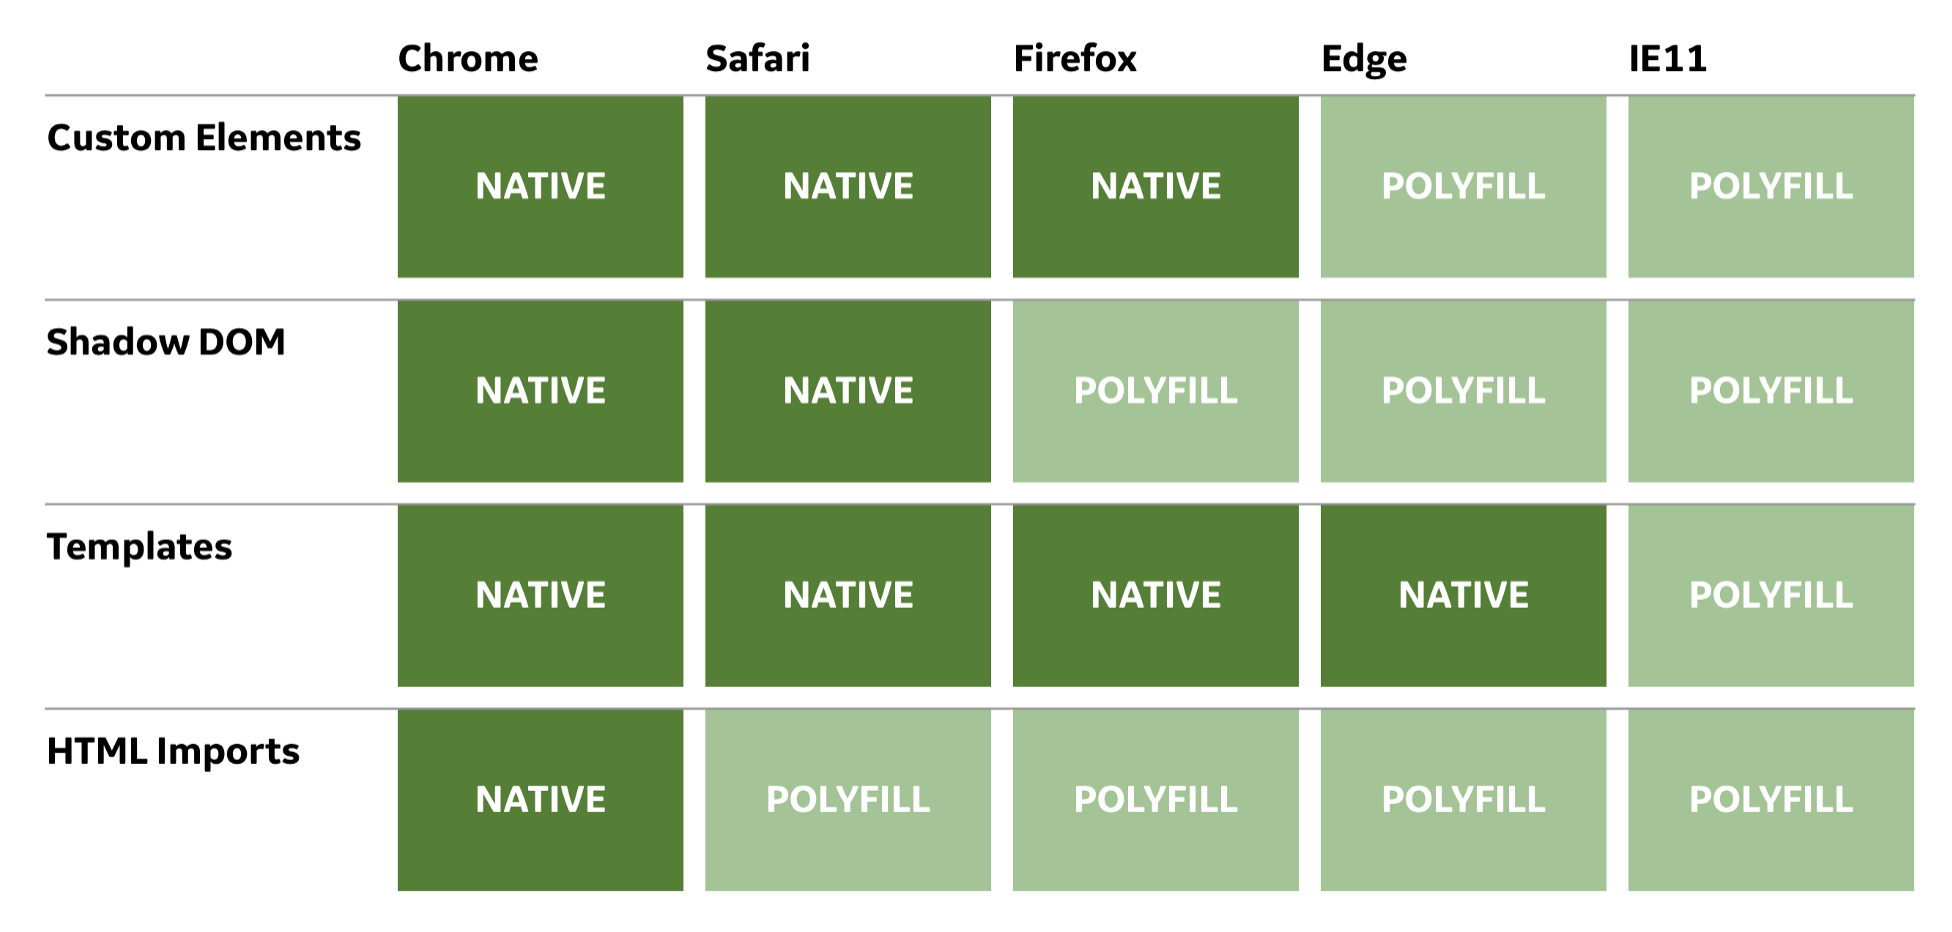 Chrome Safari Firefox Edge IE11
Custom Elements
NATIVE NATIVE NATIVE POLYFILL POLYFILL
Shadow DOM
NATIVE NATIVE POLYFILL POLYFILL POLYFILL
Templates
NATIVE NATIVE NATIVE NATIVE POLYFILL
HTML Imports
NATIVE POLYFILL POLYFILL POLYFILL POLYFILL